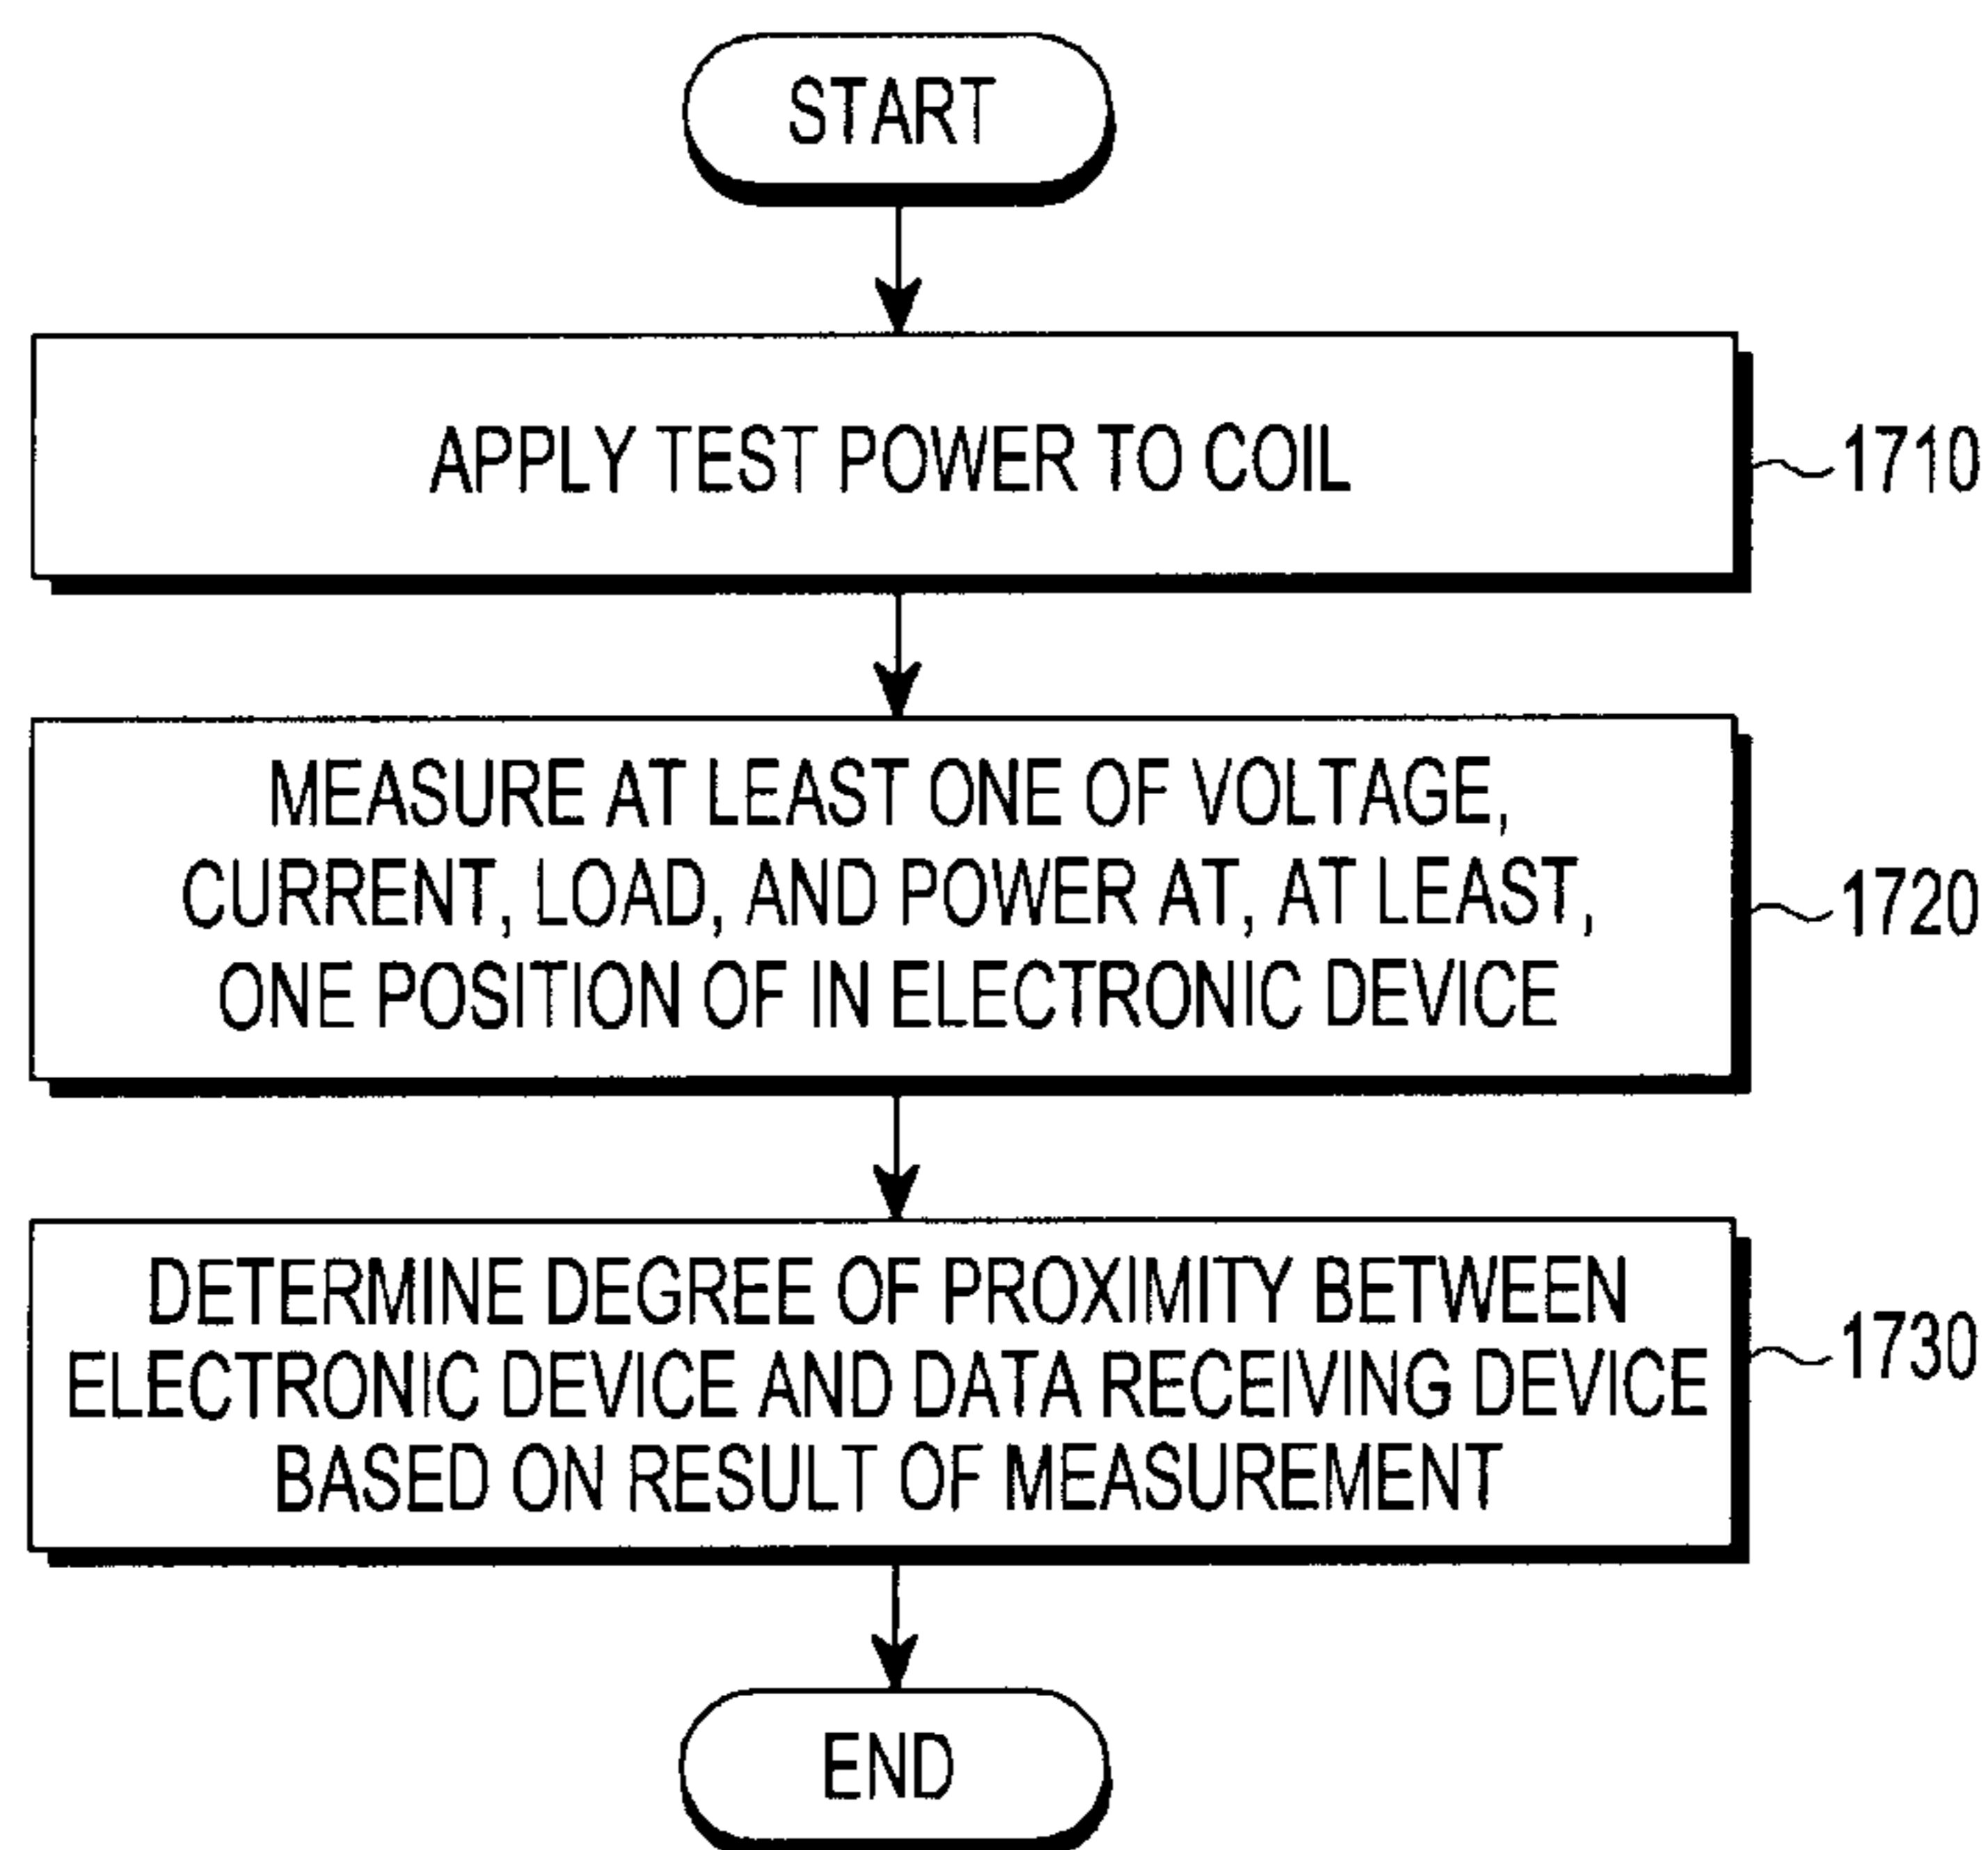 START
APPLY TEST POWER TO COIL
1710
MEASURE AT LEAST ONE OF VOLTAGE,
CURRENT, LOAD, AND POWER AT, AT LEAST,
ONE POSITION OF IN ELECTRONIC DEVICE
1720
DETERMINE DEGREE OF PROXIMITY BETWEEN
ELECTRONIC DEVICE AND DATA RECEIVING DEVICE
BASED ON RESULT OF MEASUREMENT
1730
END